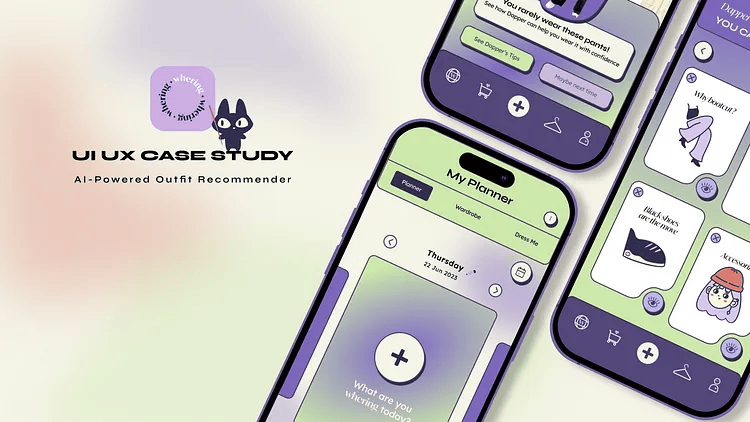 whering • whering • whering • whering •
UI UX CASE STUDY
AI-Powered Outfit Recommender
You rarely wear these pants!
See how Dapper can help you wear it with confidence
See Dapper's Tips
Maybe next time
My Planner
Planner
Wardrobe
Dress Me
Thursday
22 Jun 2023
What are you
whering today?
Dapper
YOU CA
Why bootcut?
Black shoes
are the move
Accessori